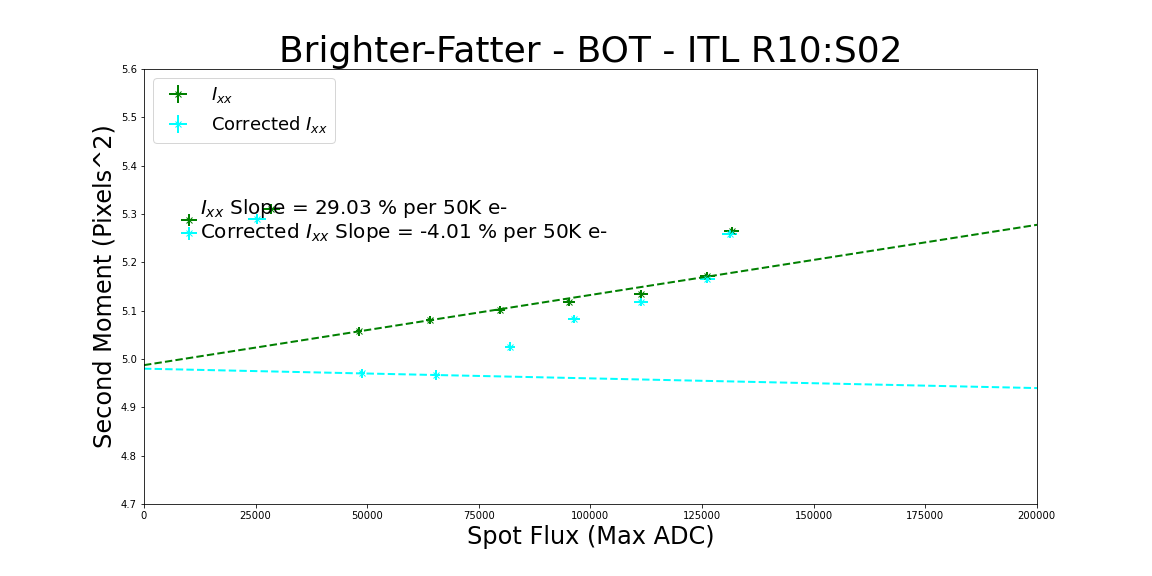 Brighter-Fatter - BOT - ITL R10:S02
I_xx
Corrected I_xx
I_xx Slope = 29.03 % per 50K e-
Corrected I_xx Slope = -4.01 % per 50K e-
Second Moment (Pixels^2)
5.6
5.5
5.4
5.3
5.2
5.1
5.0
4.9
4.8
4.7
0 25000 50000 75000 100000 125000 150000 175000 200000
Spot Flux (Max ADC)